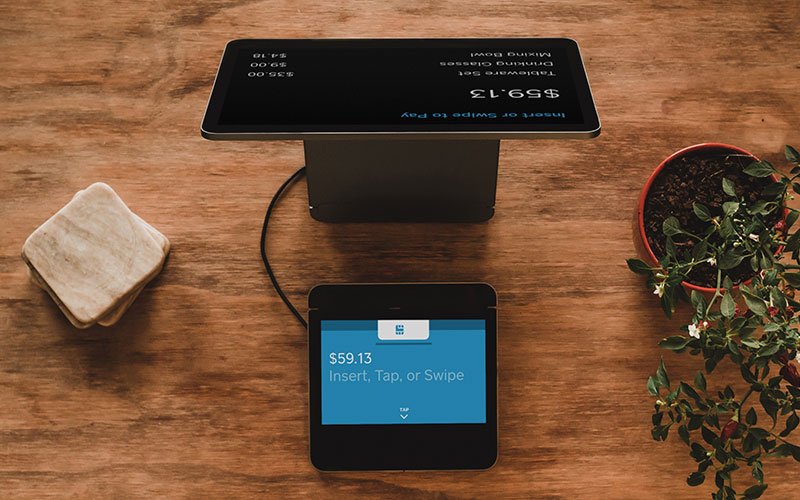 Insert or Swipe to Pay
$59.13
Tableware Set $35.00
Drinking Glasses $9.00
Mixing Bowl $4.18
$59.13
Insert, Tap, or Swipe
TAP